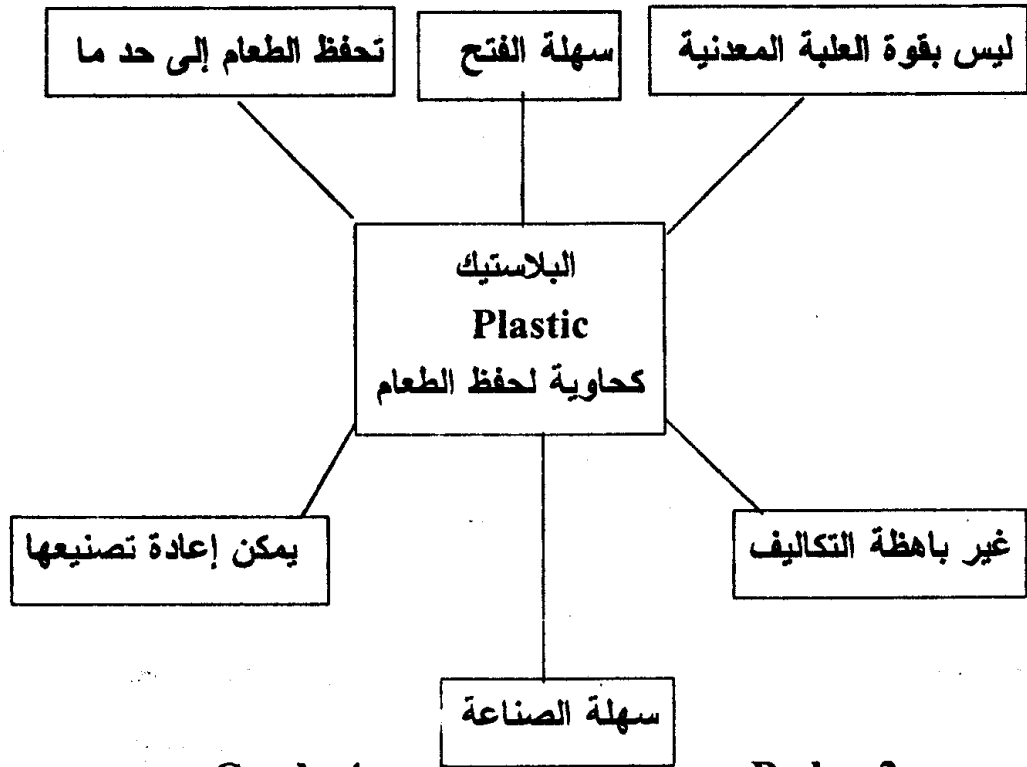 ليس بقوة العلبة المعدنية
سهلة الفتح
تحفظ الطعام إلى حد ما
البلاستيك
Plastic
كحاوية لحفظ الطعام
غير باهظة التكاليف
يمكن إعادة تصنيعها
سهلة الصناعة